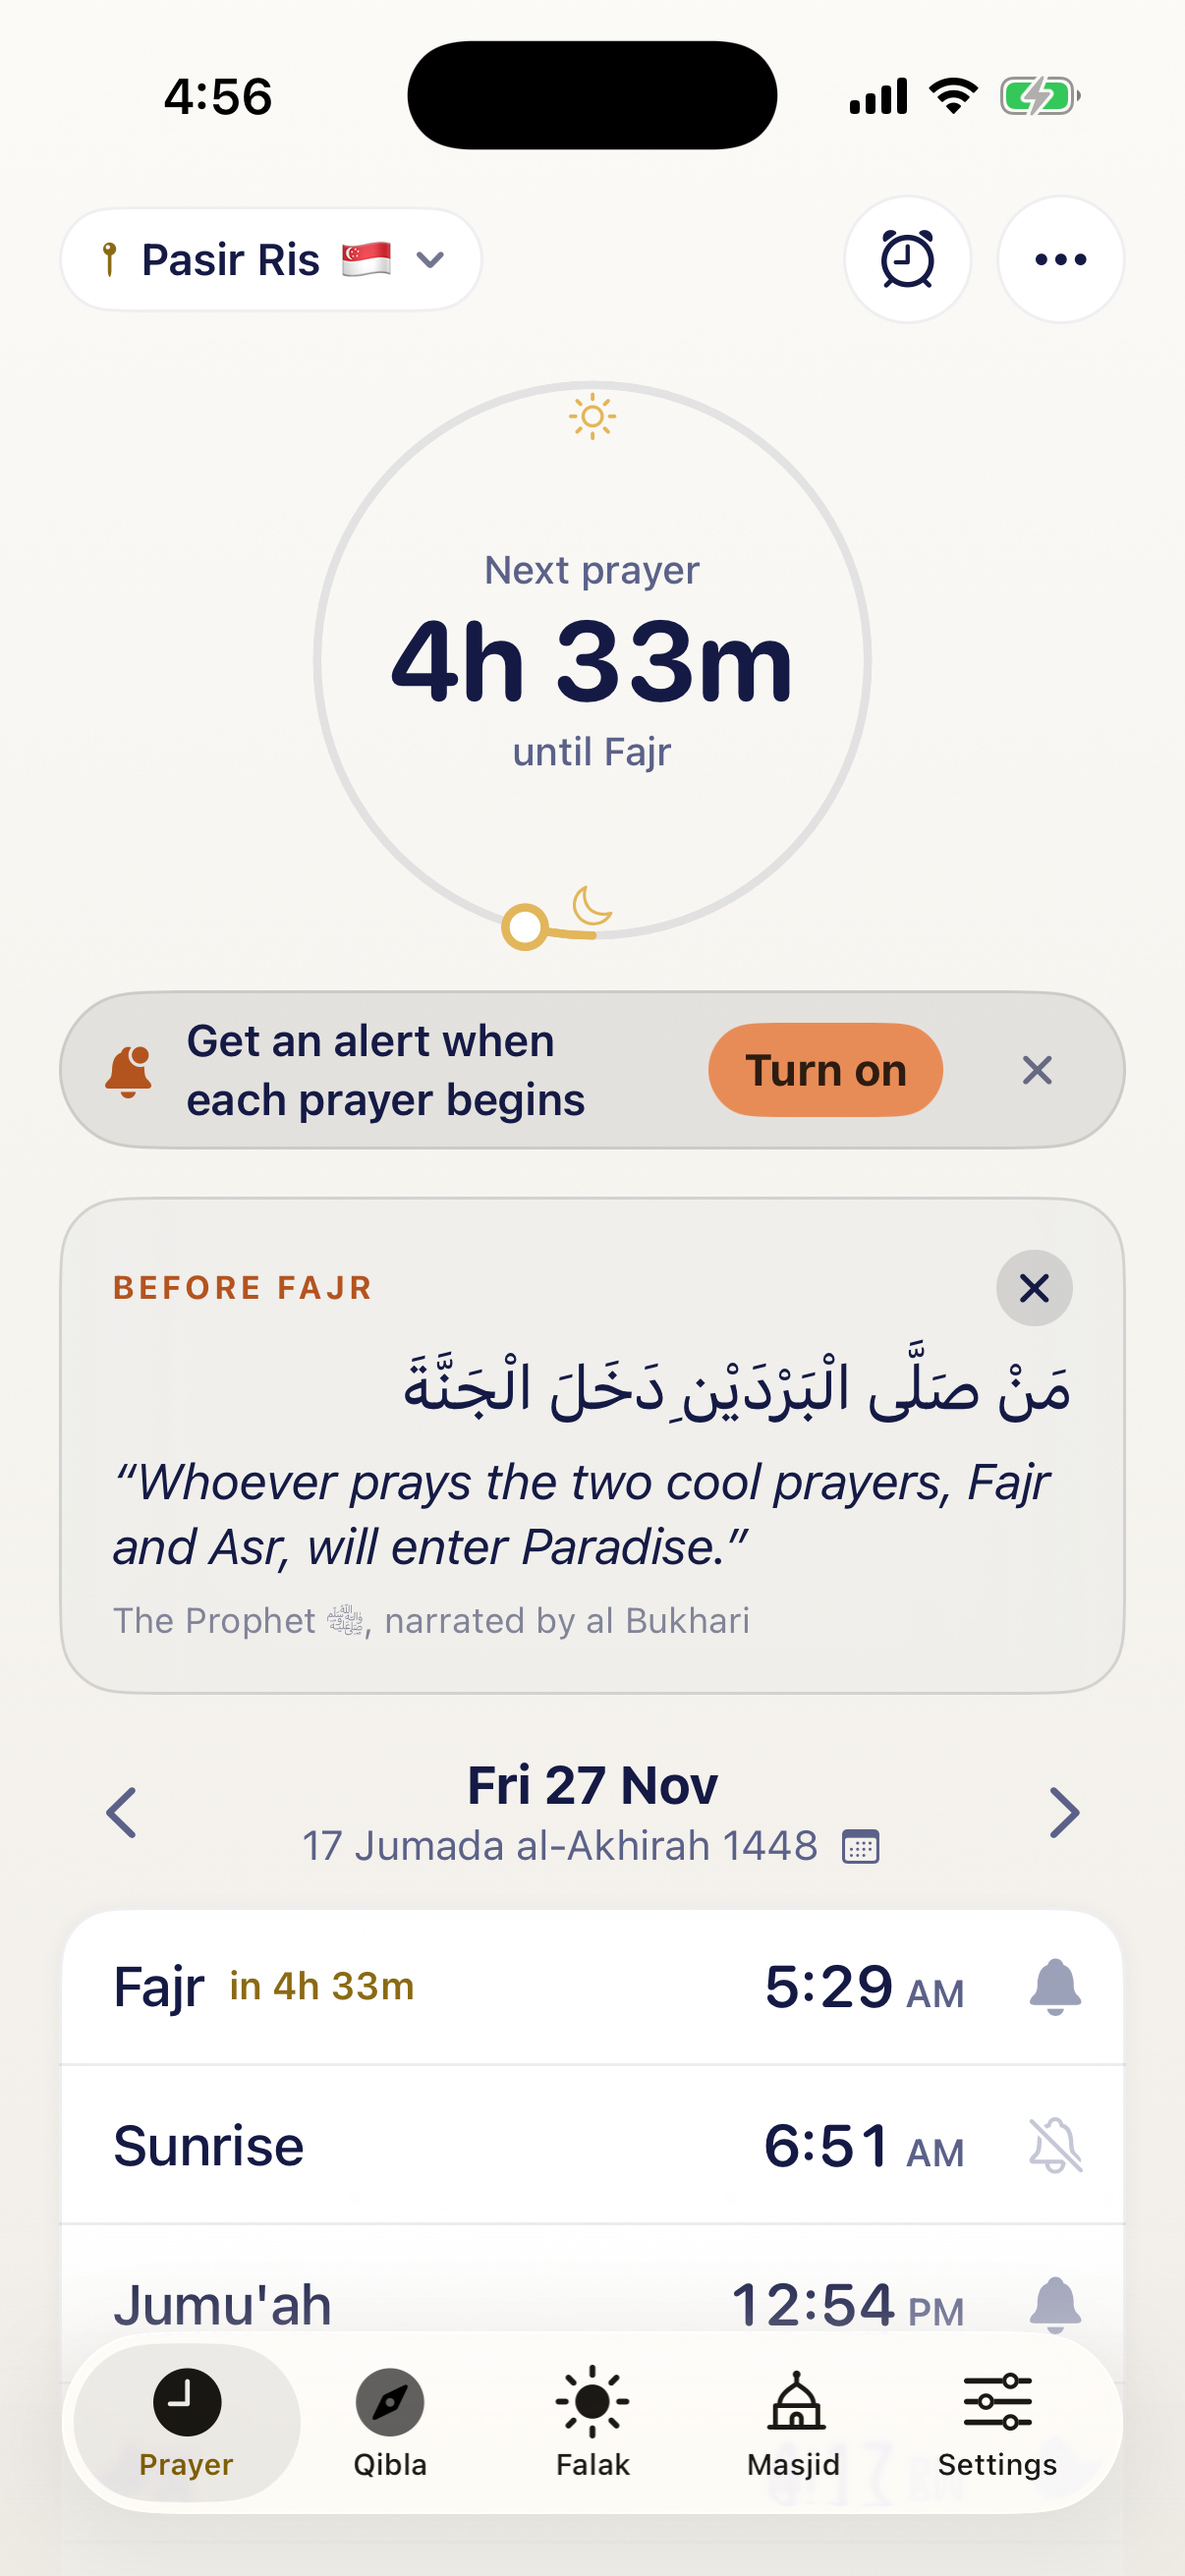 4:56
Pasir Ris 🇸🇬
Next prayer
4h 33m
until Fajr
Get an alert when
each prayer begins
Turn on
BEFORE FAJR
مَنْ صَلَّى الْبَرْدَيْنِ دَخَلَ الْجَنَّةَ
“Whoever prays the two cool prayers, Fajr
and Asr, will enter Paradise.”
The Prophet ﷺ, narrated by al Bukhari
Fri 27 Nov
17 Jumada al-Akhirah 1448
Fajr in 4h 33m 5:29 AM
Sunrise 6:51 AM
Jumu'ah 12:54 PM
Prayer Qibla Falak Masjid Settings